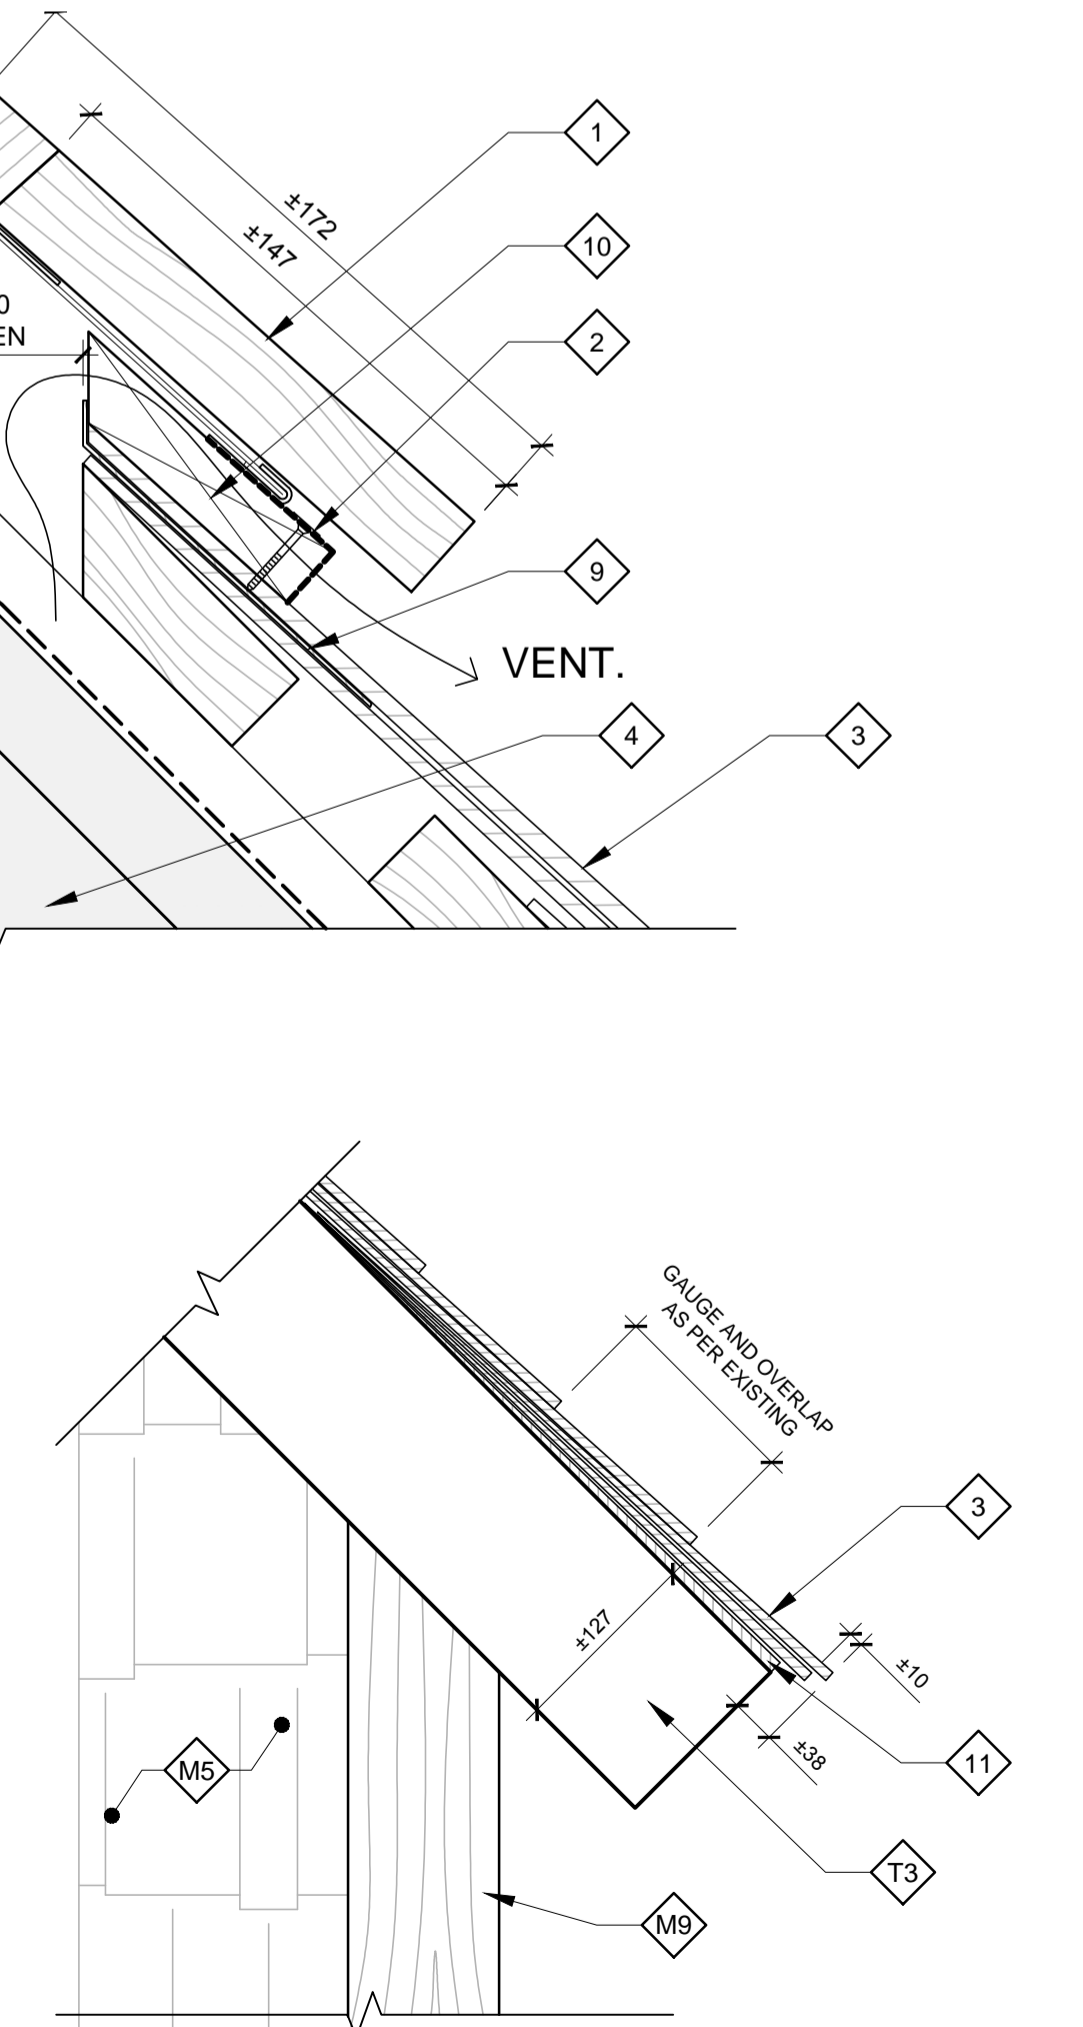 1
±172
±147
10
0
EN
2
9
VENT.
4
3
GAUGE AND OVERLAP
AS PER EXISTING
3
±127
±10
±38
11
M5
T3
M9